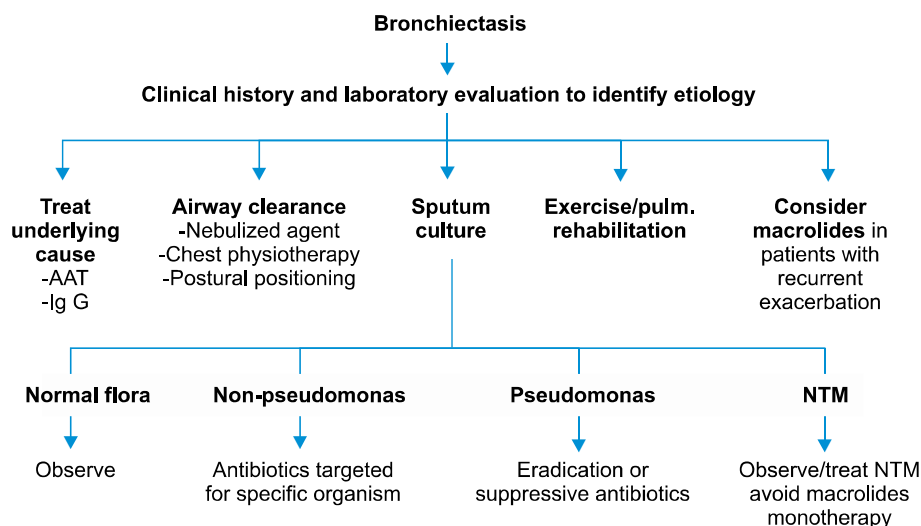 Bronchiectasis
Clinical history and laboratory evaluation to identify etiology
Treat
underlying
cause
-AAT
-Ig G
Airway clearance
-Nebulized agent
-Chest physiotherapy
-Postural positioning
Sputum
culture
Exercise/pulm.
rehabilitation
Consider
macrolides in
patients with
recurrent
exacerbation
Normal flora
Non-pseudomonas
Pseudomonas
NTM
Observe
Antibiotics targeted
for specific organism
Eradication or
suppressive antibiotics
Observe/treat NTM
avoid macrolides
monotherapy